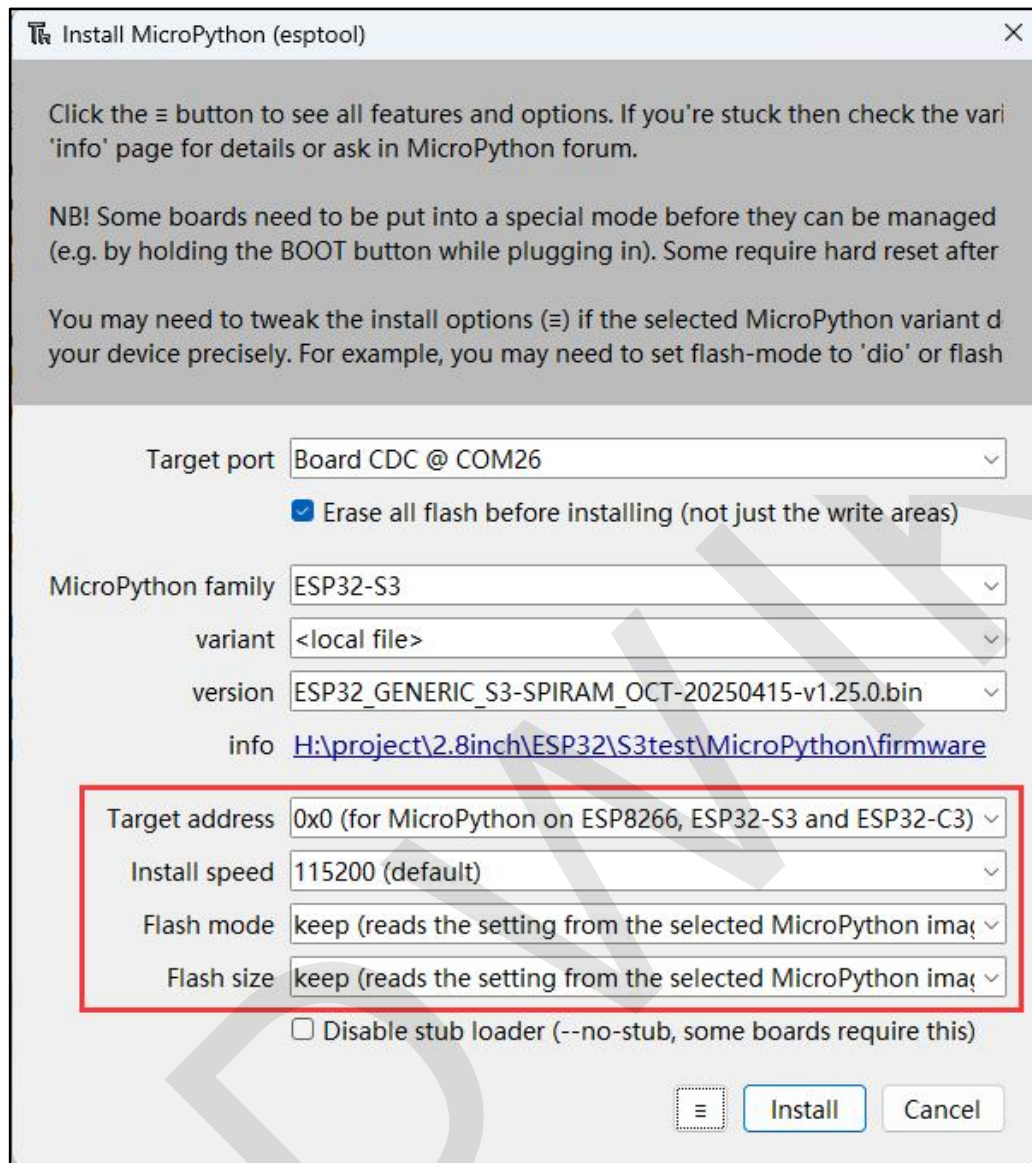 Install MicroPython (esptool)
Click the ≡ button to see all features and options. If you're stuck then check the vari
'info' page for details or ask in MicroPython forum.
NB! Some boards need to be put into a special mode before they can be managed
(e.g. by holding the BOOT button while plugging in). Some require hard reset after
You may need to tweak the install options (≡) if the selected MicroPython variant d
your device precisely. For example, you may need to set flash-mode to 'dio' or flash
Target port Board CDC @ COM26
Erase all flash before installing (not just the write areas)
MicroPython family ESP32-S3
variant <local file>
version ESP32_GENERIC_S3-SPIRAM_OCT-20250415-v1.25.0.bin
info H:\project\2.8inch\ESP32\S3test\MicroPython\firmware
Target address 0x0 (for MicroPython on ESP8266, ESP32-S3 and ESP32-C3)
Install speed 115200 (default)
Flash mode keep (reads the setting from the selected MicroPython imag
Flash size keep (reads the setting from the selected MicroPython imag
Disable stub loader (--no-stub, some boards require this)
≡ Install Cancel